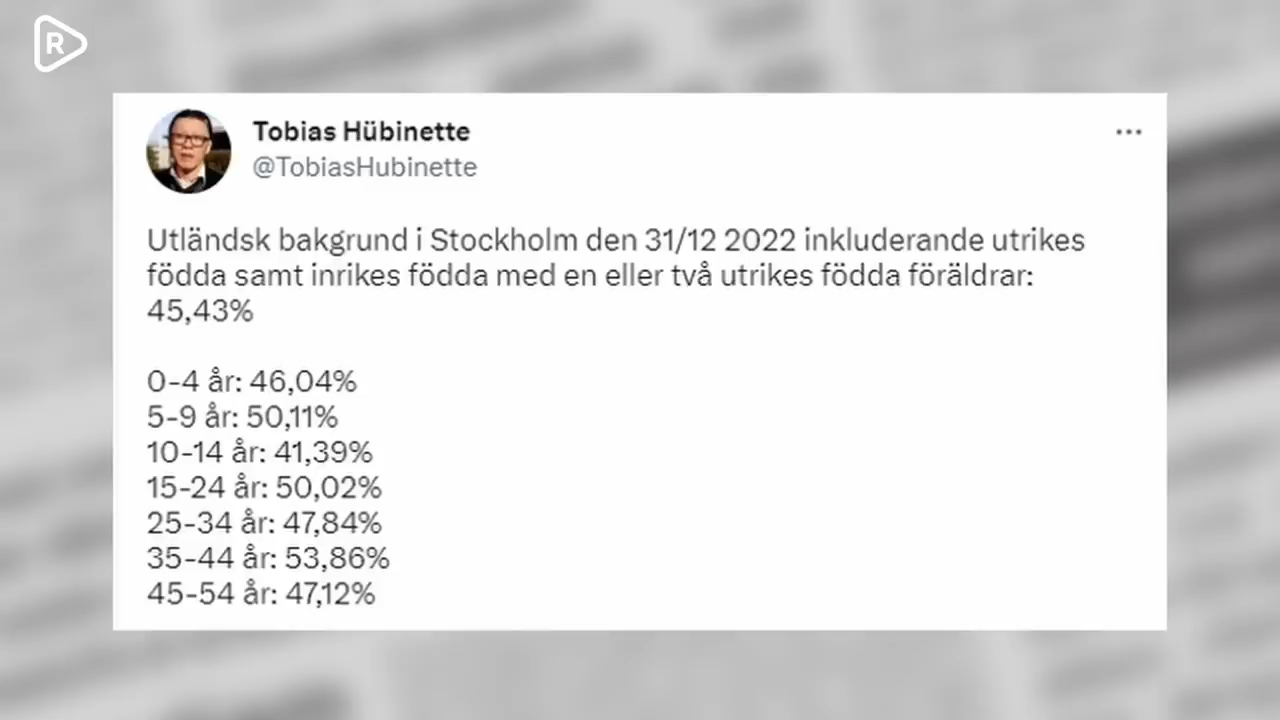 R
Tobias Hübinette
@TobiasHubinette
Utländsk bakgrund i Stockholm den 31/12 2022 inkluderande utrikes
födda samt inrikes födda med en eller två utrikes födda föräldrar:
45,43%
0-4 år: 46,04%
5-9 år: 50,11%
10-14 år: 41,39%
15-24 år: 50,02%
25-34 år: 47,84%
35-44 år: 53,86%
45-54 år: 47,12%